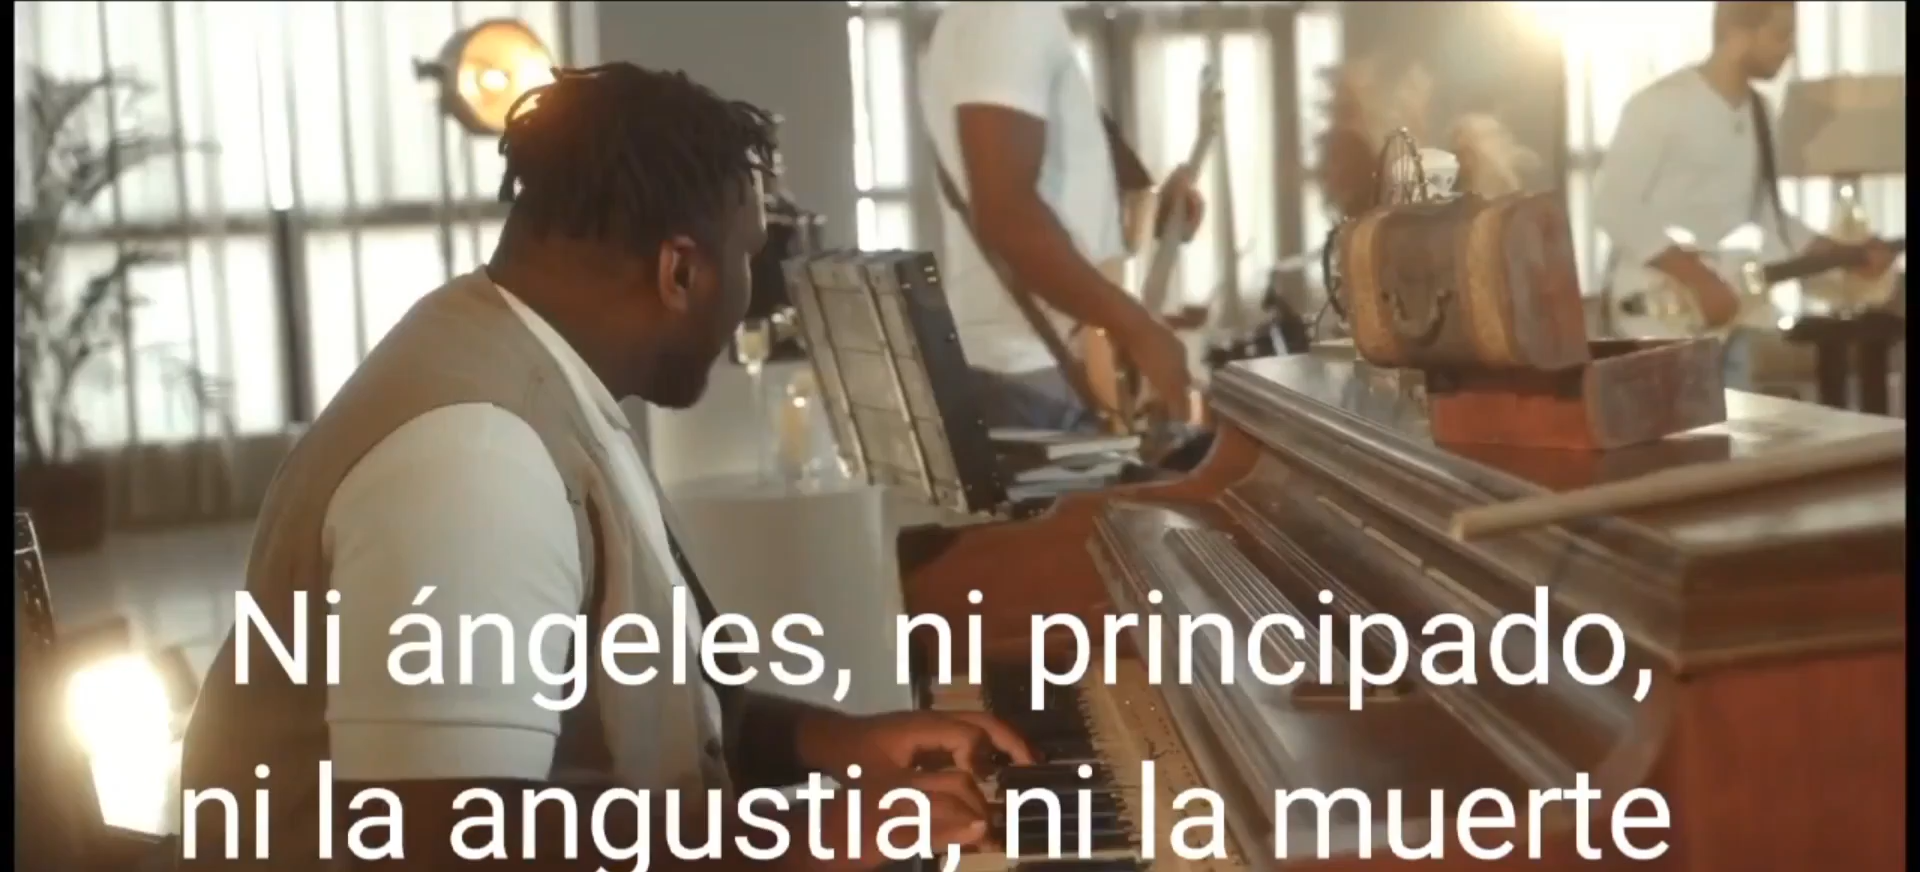 Ni ángeles, ni principado,
ni la angustia, ni la muerte